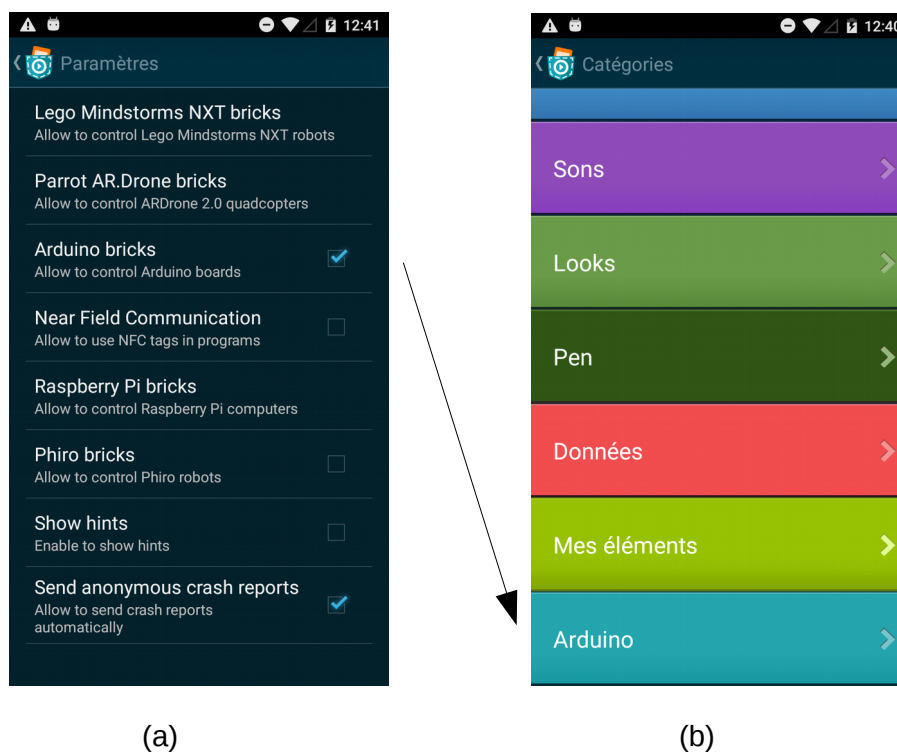 12:41
Paramètres
Lego Mindstorms NXT bricks
Allow to control Lego Mindstorms NXT robots
Parrot AR.Drone bricks
Allow to control ARDrone 2.0 quadcopters
Arduino bricks
Allow to control Arduino boards
Near Field Communication
Allow to use NFC tags in programs
Raspberry Pi bricks
Allow to control Raspberry Pi computers
Phiro bricks
Allow to control Phiro robots
Show hints
Enable to show hints
Send anonymous crash reports
Allow to send crash reports
automatically
(a)
12:40
Catégories
Sons
Looks
Pen
Données
Mes éléments
Arduino
(b)